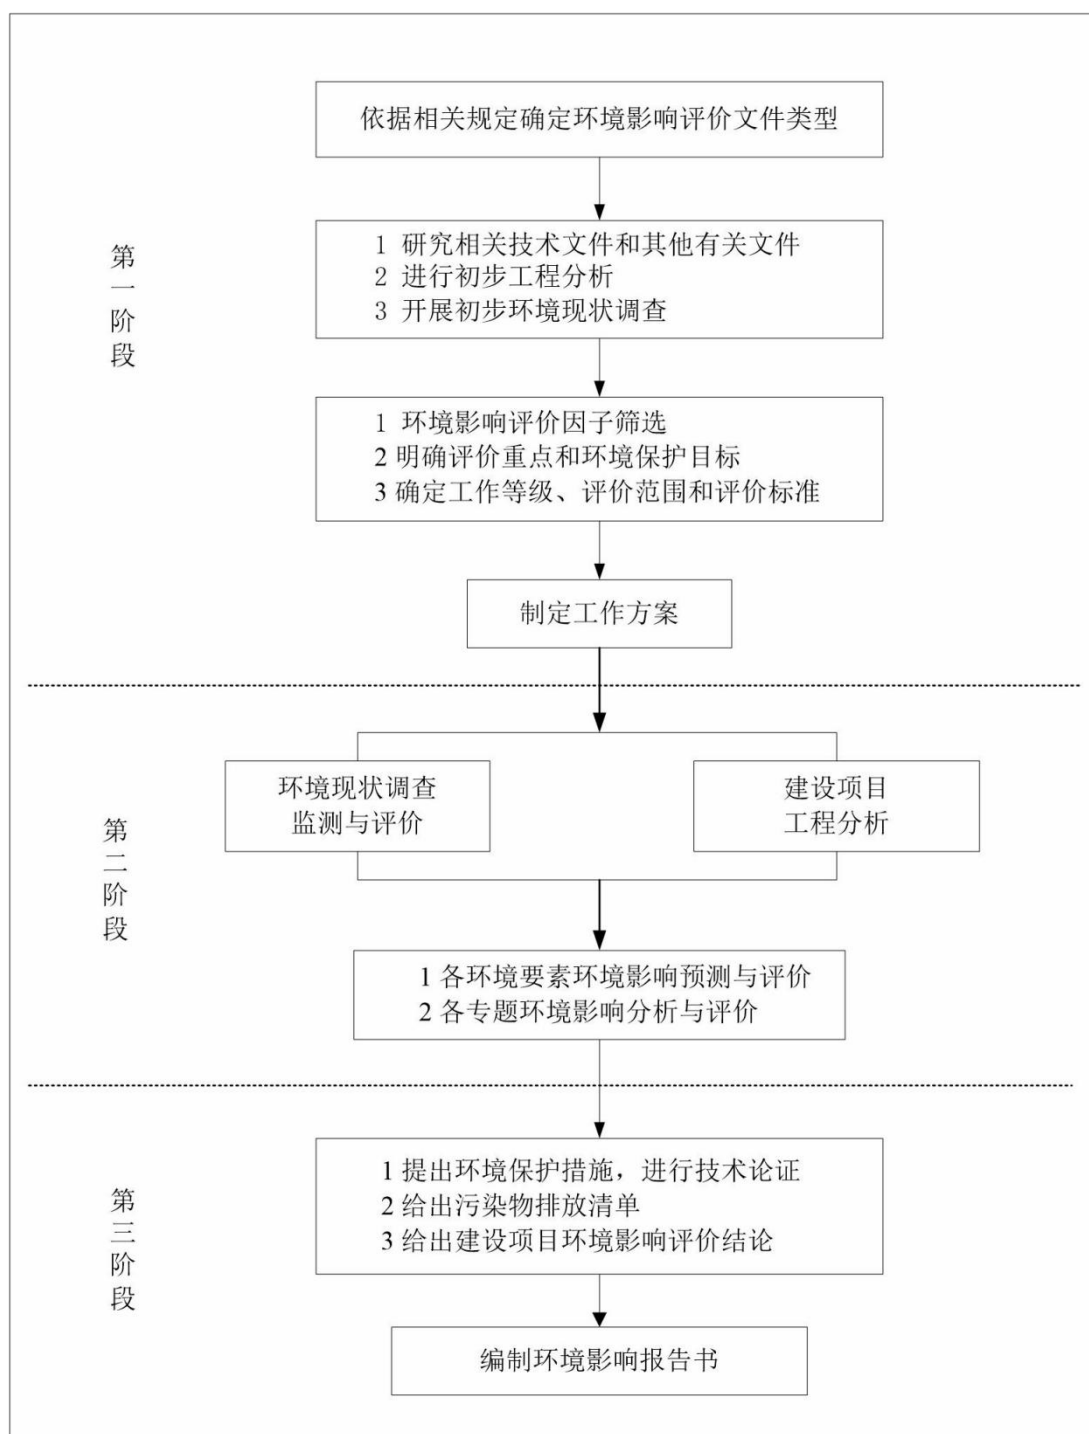 依据相关规定确定环境影响评价文件类型
第一阶段
1 研究相关技术文件和其他有关文件
2 进行初步工程分析
3 开展初步环境现状调查
1 环境影响评价因子筛选
2 明确评价重点和环境保护目标
3 确定工作等级、评价范围和评价标准
制定工作方案
第二阶段
环境现状调查
监测与评价
建设项目
工程分析
1 各环境要素环境影响预测与评价
2 各专题环境影响分析与评价
第三阶段
1 提出环境保护措施，进行技术论证
2 给出污染物排放清单
3 给出建设项目环境影响评价结论
编制环境影响报告书